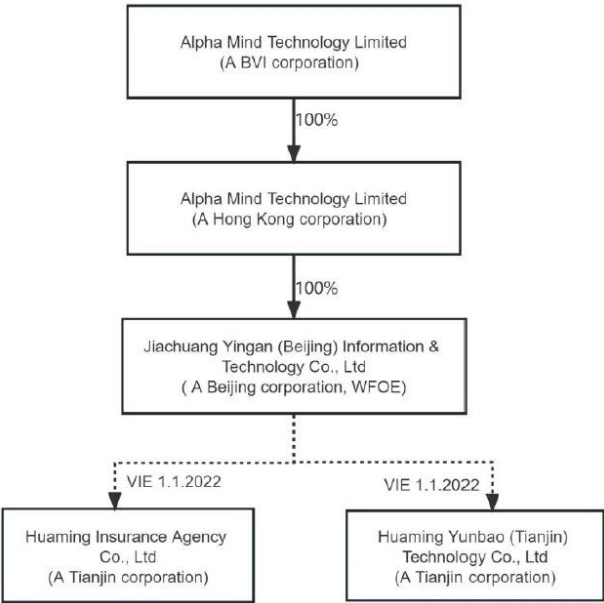 Alpha Mind Technology Limited
(A BVI corporation)
100%
Alpha Mind Technology Limited
(A Hong Kong corporation)
100%
Jiachuang Yingan (Beijing) Information &
Technology Co., Ltd
( A Beijing corporation, WFOE)
VIE 1.1.2022
VIE 1.1.2022
Huaming Insurance Agency
Co., Ltd
(A Tianjin corporation)
Huaming Yunbao (Tianjin)
Technology Co., Ltd
(A Tianjin corporation)